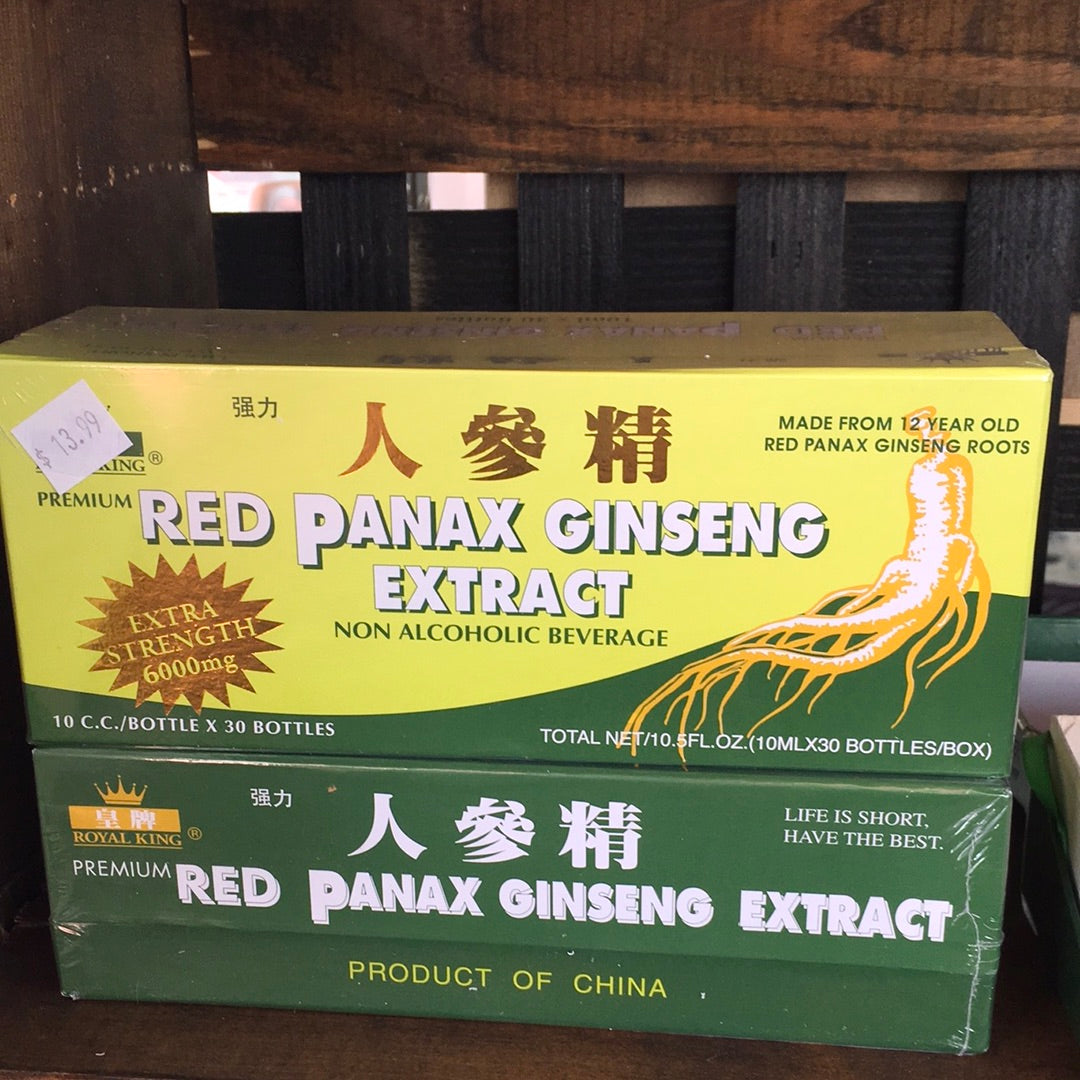 $13.99
强力
人參精
MADE FROM 12 YEAR OLD
RED PANAX GINSENG ROOTS
KING®
PREMIUM RED PANAX GINSENG
EXTRACT
NON ALCOHOLIC BEVERAGE
EXTRA
STRENGTH
6000mg
10 C.C./BOTTLE X 30 BOTTLES
TOTAL NET/10.5FL.OZ.(10MLX30 BOTTLES/BOX)
皇牌
ROYAL KING®
强力
人參精
LIFE IS SHORT,
HAVE THE BEST.
PREMIUM RED PANAX GINSENG EXTRACT
PRODUCT OF CHINA